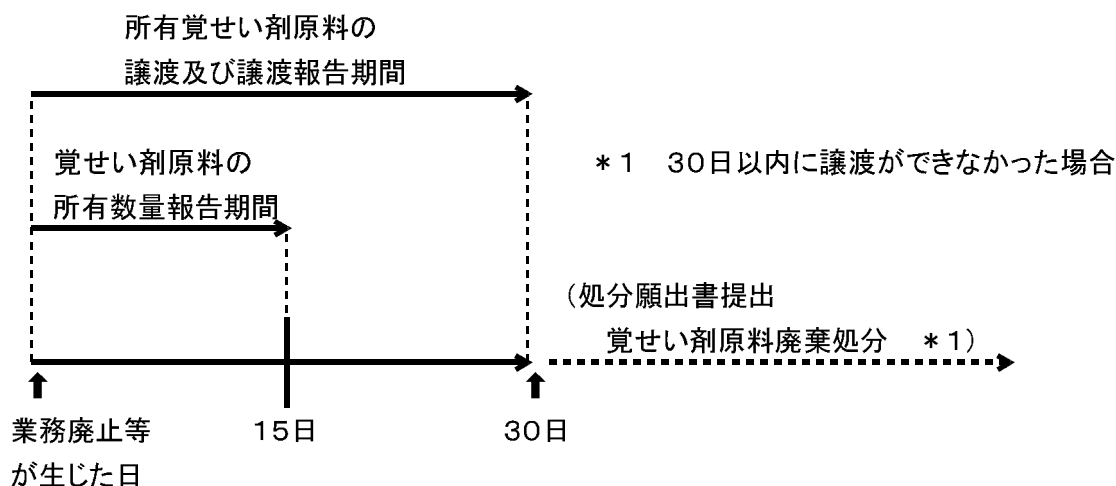 所有覚せい剤原料の
譲渡及び譲渡報告期間
覚せい剤原料の
所有数量報告期間
＊１　３０日以内に譲渡ができなかった場合
（処分願出書提出
覚せい剤原料廃棄処分　＊１）
業務廃止等
が生じた日
１５日
３０日